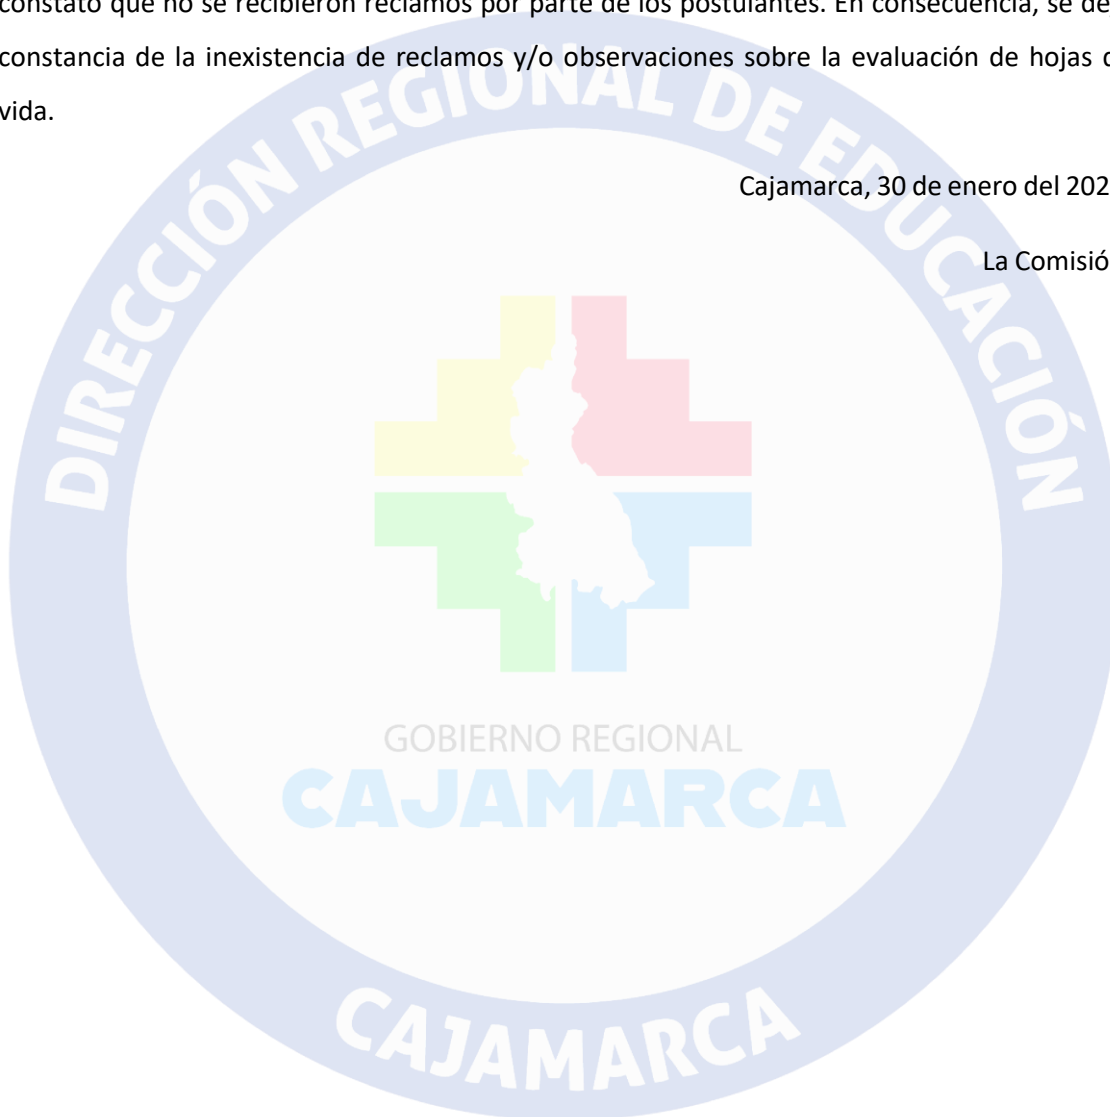 constató que no se recibieron reclamos por parte de los postulantes. En consecuencia, se de
constancia de la inexistencia de reclamos y/o observaciones sobre la evaluación de hojas
vida.
Cajamarca, 30 de enero del 202
La Comisió
DIRECCIÓN REGIONAL DE EDUCACIÓN
GOBIERNO REGIONAL
CAJAMARCA
CAJAMARCA